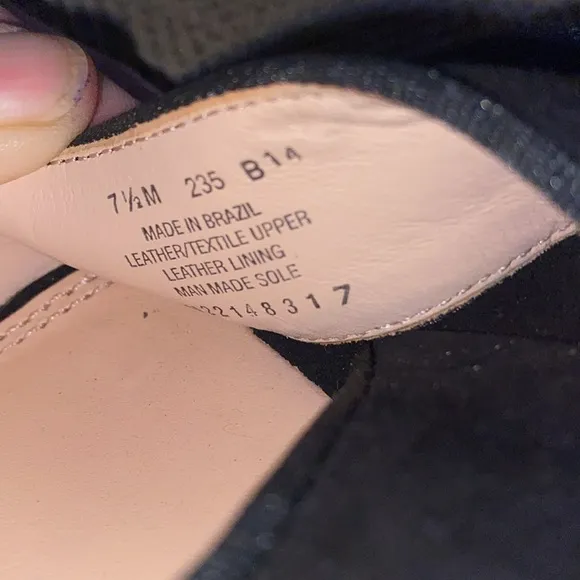 7½M 235 B14
MADE IN BRAZIL
LEATHER/TEXTILE UPPER
LEATHER LINING
MAN MADE SOLE
22148317